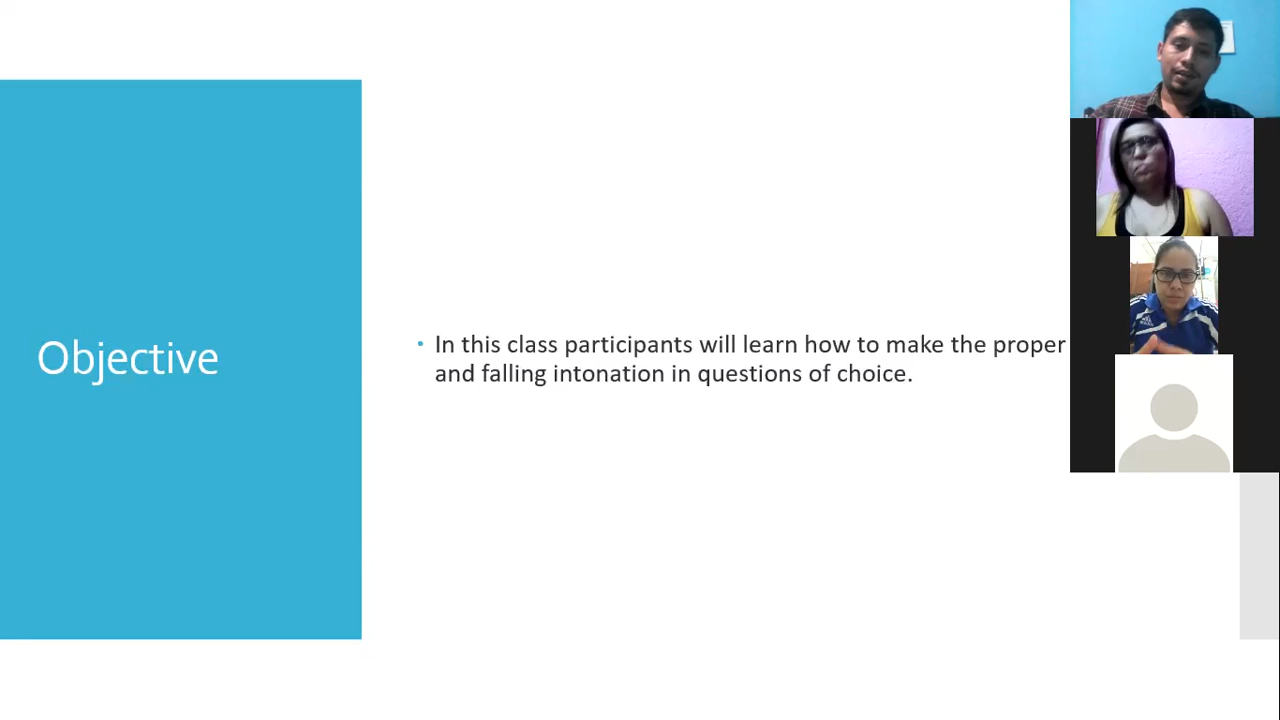 Objective
• In this class participants will learn how to make the proper
and falling intonation in questions of choice.